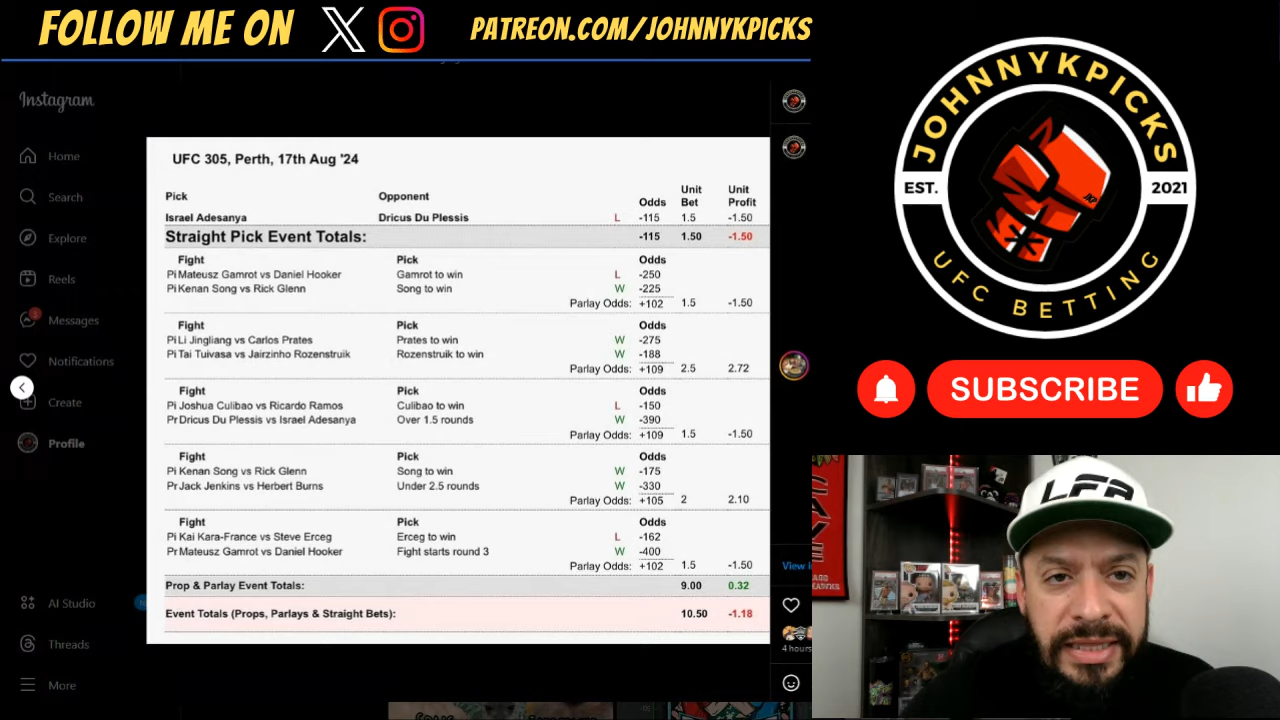 FOLLOW ME ON
PATREON.COM/JOHNNYKPICKS
Instagram
Home
Search
Explore
Reels
1
Messages
Notifications
Create
Profile
AI Studio
Threads
More
UFC 305, Perth, 17th Aug '24
Pick Opponent Odds Unit Bet Unit Profit
Israel Adesanya Dricus Du Plessis L -115 1.5 -1.50
Straight Pick Event Totals: -115 1.50 -1.50
Fight Pick Odds
Pi Mateusz Gamrot vs Daniel Hooker Gamrot to win L -250
Pi Kenan Song vs Rick Glenn Song to win W -225
Parlay Odds: +102 1.5 -1.50
Fight Pick Odds
Pi Li Jingliang vs Carlos Prates Prates to win W -275
Pi Tai Tuivasa vs Jairzinho Rozenstruik Rozenstruik to win W -188
Parlay Odds: +109 2.5 2.72
Fight Pick Odds
Pi Joshua Culibao vs Ricardo Ramos Culibao to win L -150
Pr Dricus Du Plessis vs Israel Adesanya Over 1.5 rounds W -390
Parlay Odds: +109 1.5 -1.50
Fight Pick Odds
Pi Kenan Song vs Rick Glenn Song to win W -175
Pr Jack Jenkins vs Herbert Burns Under 2.5 rounds W -330
Parlay Odds: +105 2 2.10
Fight Pick Odds
Pi Kai Kara-France vs Steve Erceg Erceg to win L -162
Pr Mateusz Gamrot vs Daniel Hooker Fight starts round 3 W -400
Parlay Odds: +102 1.5 -1.50
Prop & Parlay Event Totals: 9.00 0.32
Event Totals (Props, Parlays & Straight Bets): 10.50 -1.18
View
4 hours
JOHNNYKPICKS
EST. 2021
UFC BETTING
SUBSCRIBE
LFA